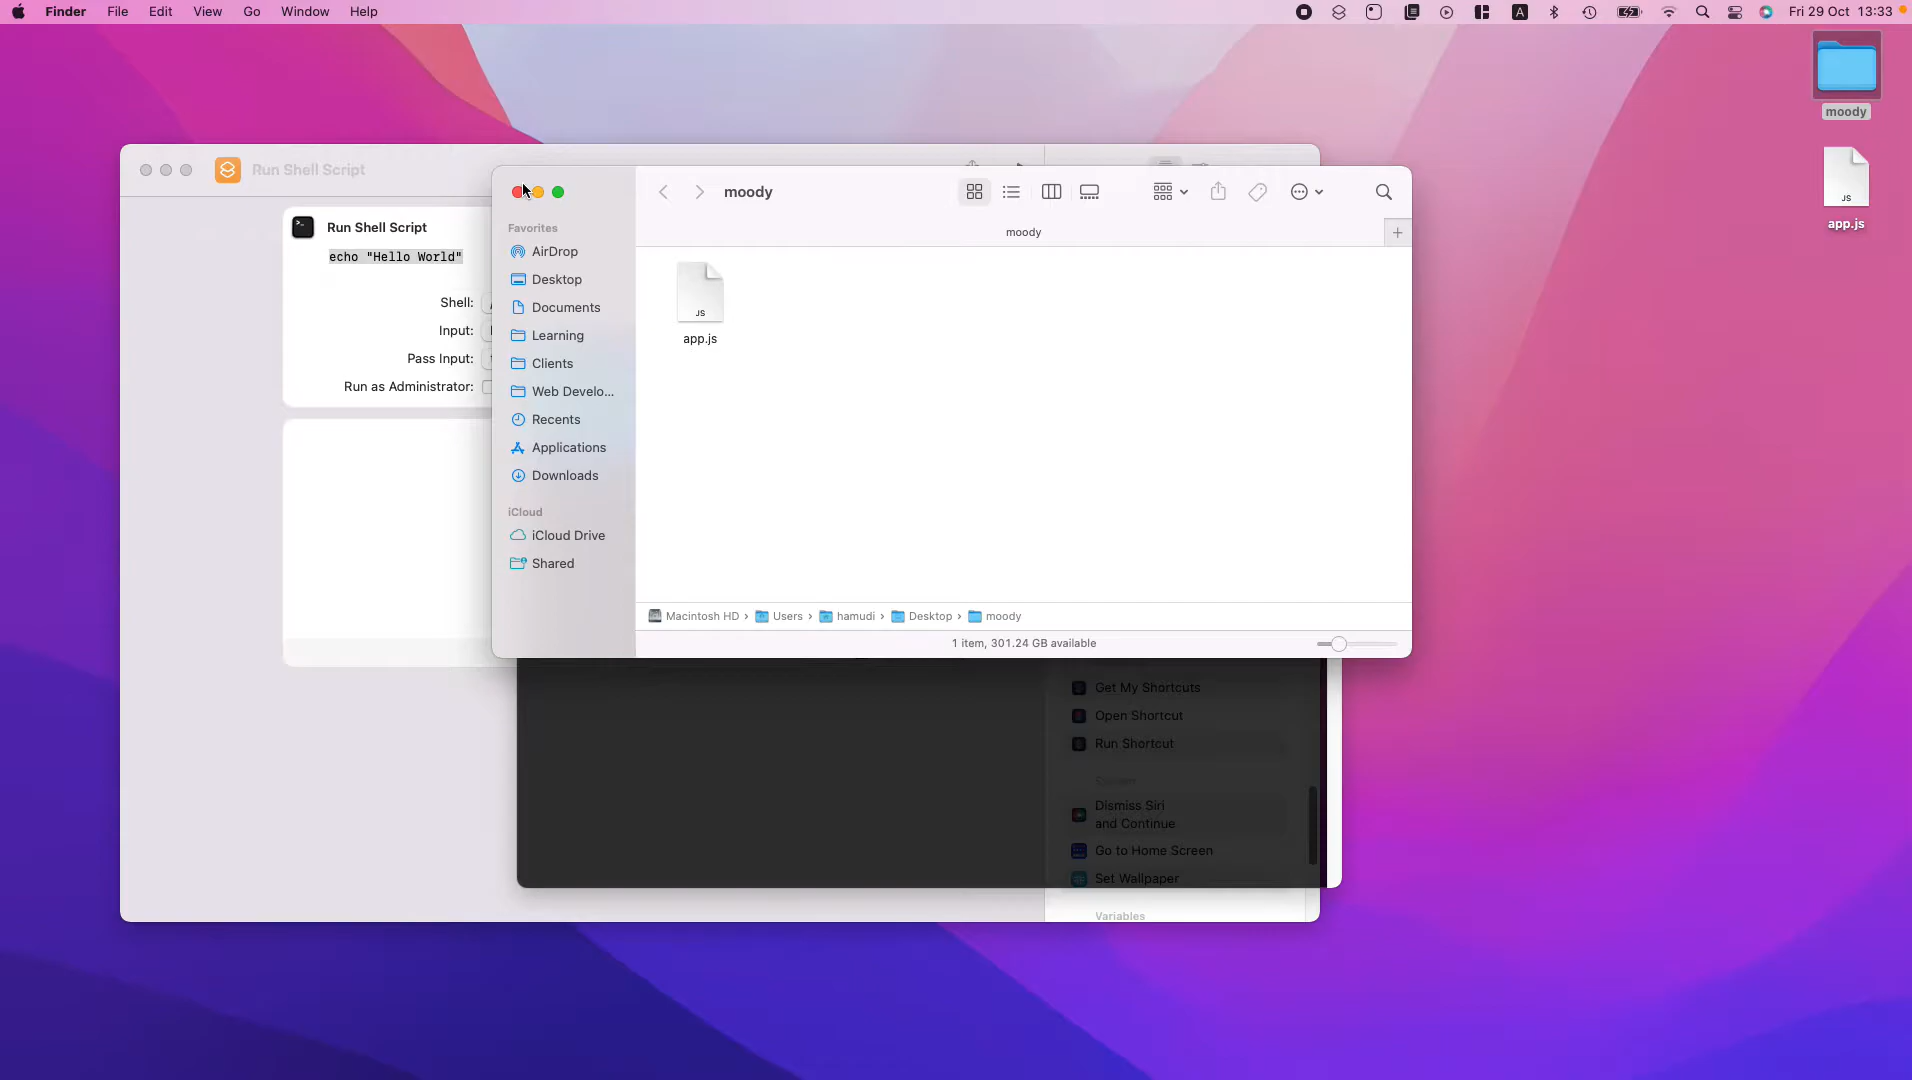 Finder File Edit View Go Window Help
A
Fri 29 Oct 13:33
moody
JS
app.js
Run Shell Script
Run Shell Script
echo "Hello World"
Shell:
Input:
Pass Input:
Run as Administrator:
moody
moody
Favorites
AirDrop
Desktop
Documents
Learning
Clients
Web Develo...
Recents
Applications
Downloads
iCloud
iCloud Drive
Shared
JS
app.js
Macintosh HD › Users › hamudi › Desktop › moody
1 item, 301.24 GB available
Get My Shortcuts
Open Shortcut
Run Shortcut
Dismiss Siri
and Continue
Go to Home Screen
Set Wallpaper
Variables